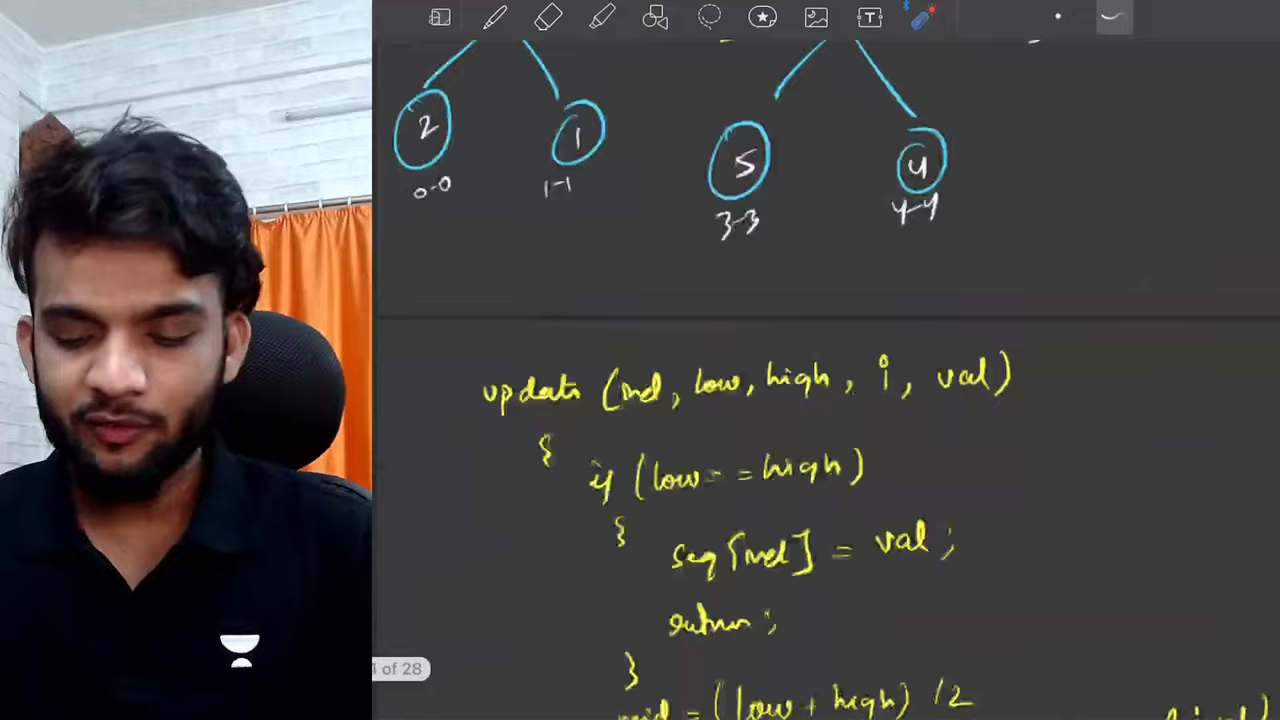 2
1
5
4
0-0
1-1
3-3
4-4
update (ind, low, high, i, val)
{
if (low == high)
{
seg [ind] = val ;
return ;
}
mid = (low + high) /2
4 of 28